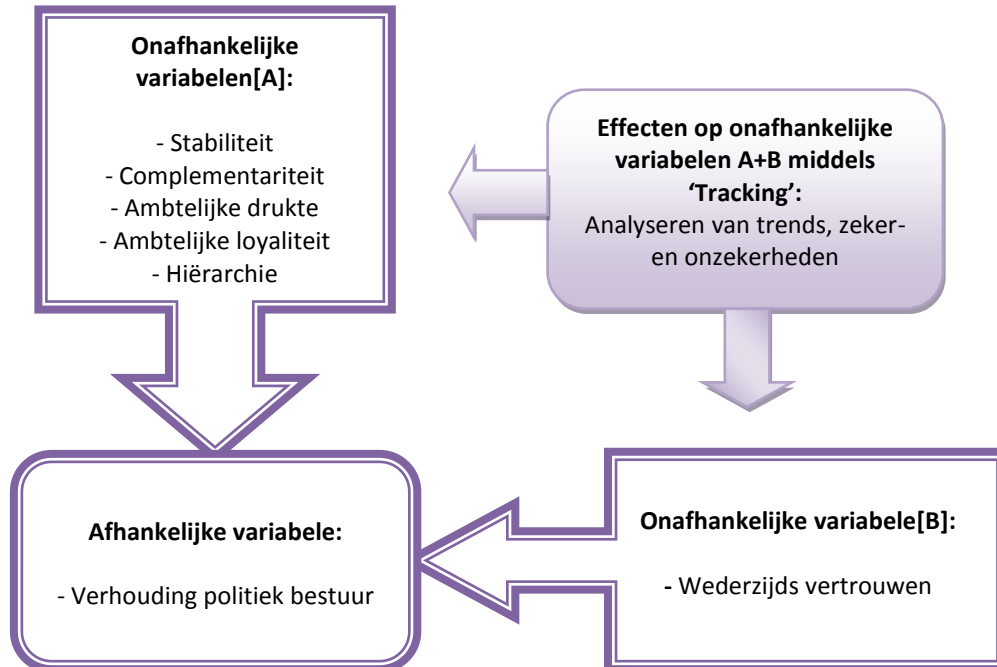 Onafhankelijke
variabelen[A]:
- Stabiliteit
- Complementariteit
- Ambtelijke drukte
- Ambtelijke loyaliteit
- Hiërarchie
Effecten op onafhankelijke
variabelen A+B middels
‘Tracking’:
Analyseren van trends, zeker-
en onzekerheden
Afhankelijke variabele:
- Verhouding politiek bestuur
Onafhankelijke variabele[B]:
- Wederzijds vertrouwen